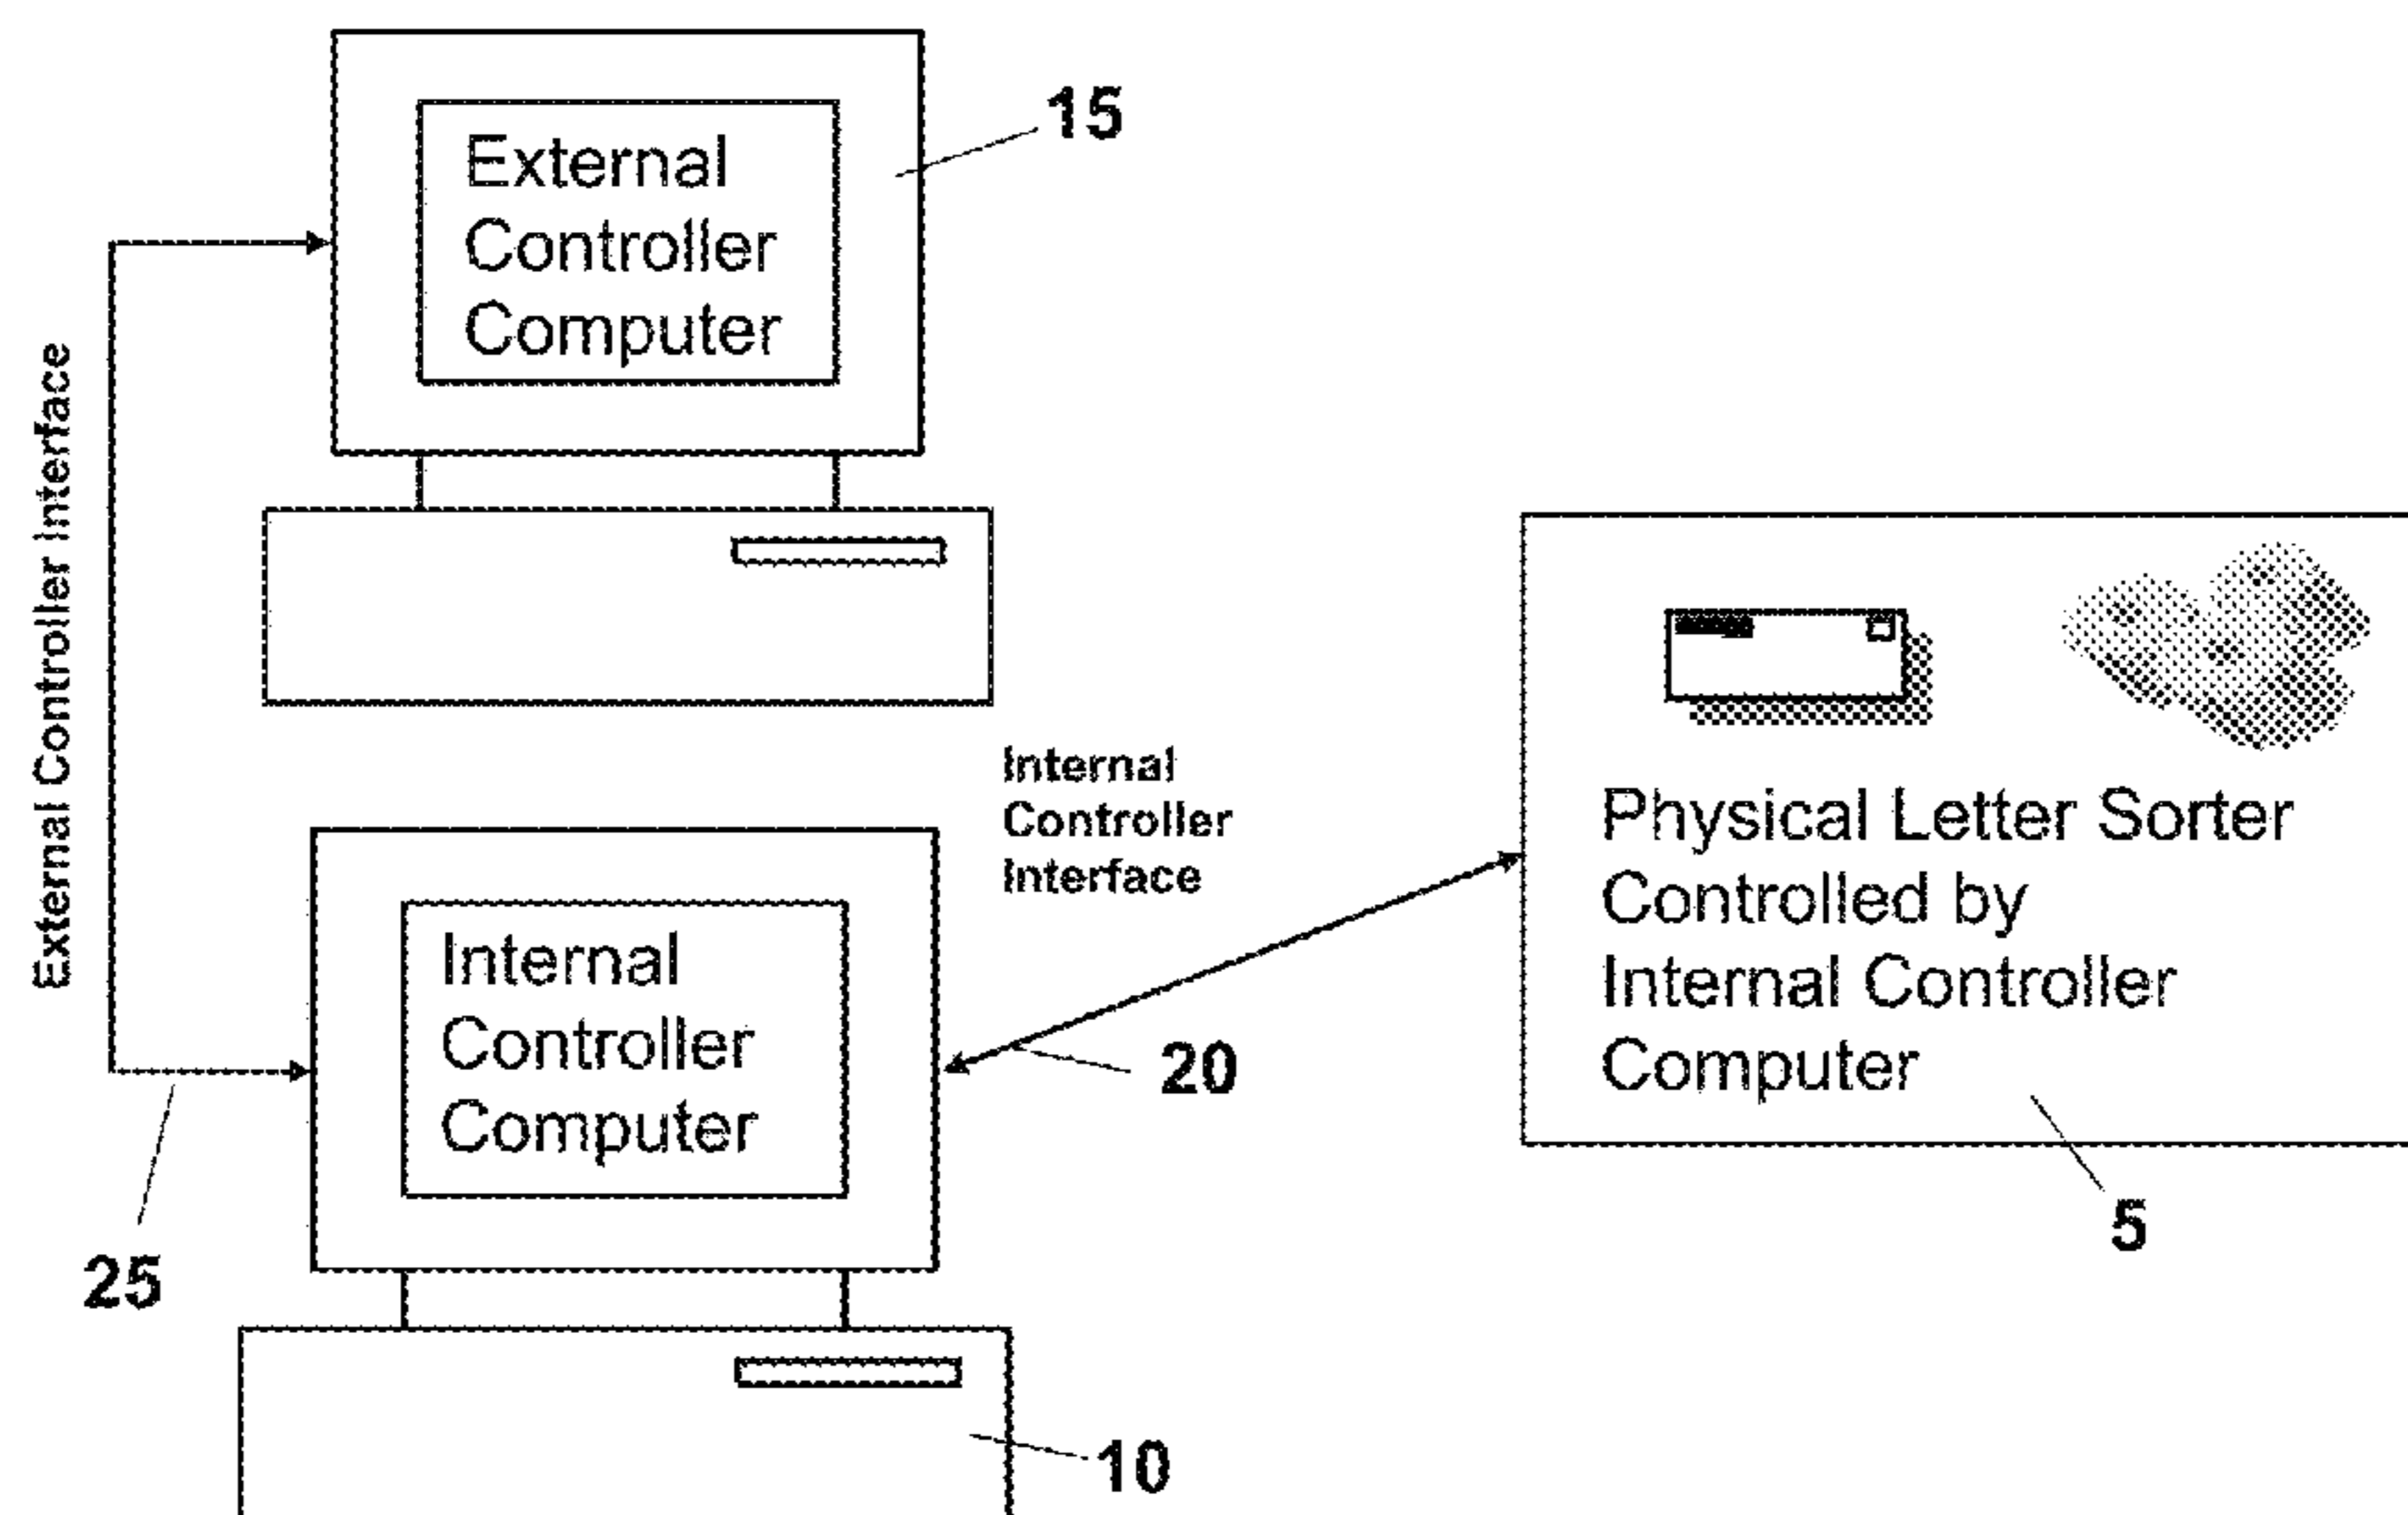 External
Controller
Computer
15
External Controller Interface
Internal
Controller
Interface
Internal
Controller
Computer
20
25
10
Physical Letter Sorter
Controlled by
Internal Controller
Computer
5